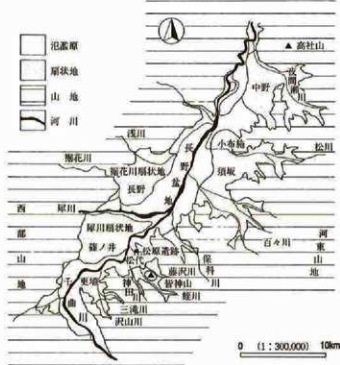 氾濫原
扇状地
山地
河川
高社山
夜間瀬川
中野
浅川
松川
小布施
裾花川
裾花川扇状地
長野盆地
須坂
長野
百々川
西部山地
犀川
犀川扇状地
河東山地
篠ノ井
松原遺跡
保科川
松代
藤沢川
千曲川
更埴
神田川
皆神山
蛭川
三滝川
沢山川
0 (1:300,000) 10km